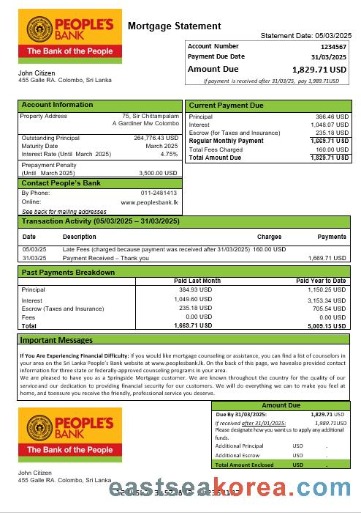 PEOPLE'S
BANK
The Bank of the People
Mortgage Statement
Statement Date: 05/03/2025
Account Number 1234567
Payment Due Date 31/03/2025
Amount Due 1,829.71 USD
If payment is received after 31/03/25, pay 1,989.71 USD
John Citizen
455 Galle RA. Colombo, Sri Lanka
Account Information
Property Address 75, Sir Chittampalam
A Gardiner Mw Colombo
Outstanding Principal 264,776.43 USD
Maturity Date March 2025
Interest Rate (Until March 2025) 4.75%
Prepayment Penalty
(Until March 2025) 3,500.00 USD
Contact People's Bank
By Phone: 011-2481413
Online: www.peoplesbank.lk
See back for mailing addresses
Current Payment Due
Principal 386.46 USD
Interest 1,048.07 USD
Escrow (for Taxes and Insurance) 235.18 USD
Regular Monthly Payment 1,669.71 USD
Total Fees Charged 160.00 USD
Total Amount Due 1,829.71 USD
Transaction Activity (05/03/2025 – 31/03/2025)
Date Description Charges Payments
05/03/25 Late Fees (charged because payment was received after 31/03/2025) 160.00 USD
31/03/25 Payment Received – Thank you 1,669.71 USD
Past Payments Breakdown
Paid Last Month Paid Year to Date
Principal 384.93 USD 1,150.25 USD
Interest 1,049.60 USD 3,153.34 USD
Escrow (Taxes and Insurance) 235.18 USD 705.54 USD
Fees 0.00 USD 0.00 USD
Total 1,669.71 USD 5,009.13 USD
Important Messages
If You Are Experiencing Financial Difficulty: If you would like mortgage counseling or assistance, you can find a list of counselors in
your area on the Sri Lanka People's Bank website at www.peoplesbank.lk. On the back of this page, we have also provided contact
information for three state or federally-approved counseling programs in your area.
We are pleased to have you as a Springside Mortgage customer. We are known throughout the country for the quality of our
service and our dedication to providing financial security for our customers. We will do everything we can to make you feel at
home, and to ensure you receive the friendly, professional service you deserve.
PEOPLE'S
BANK
The Bank of the People
John Citizen
455 Galle RA. Colombo, Sri Lanka
Amount Due
Due By 31/03/2025: 1,829.71 USD
If received after 31/03/2025: 1,989.71 USD
Please designate how you want us to apply any additional
funds.
Additional Principal USD .
Additional Escrow USD .
Total Amount Enclosed USD .
eastseakorea.com